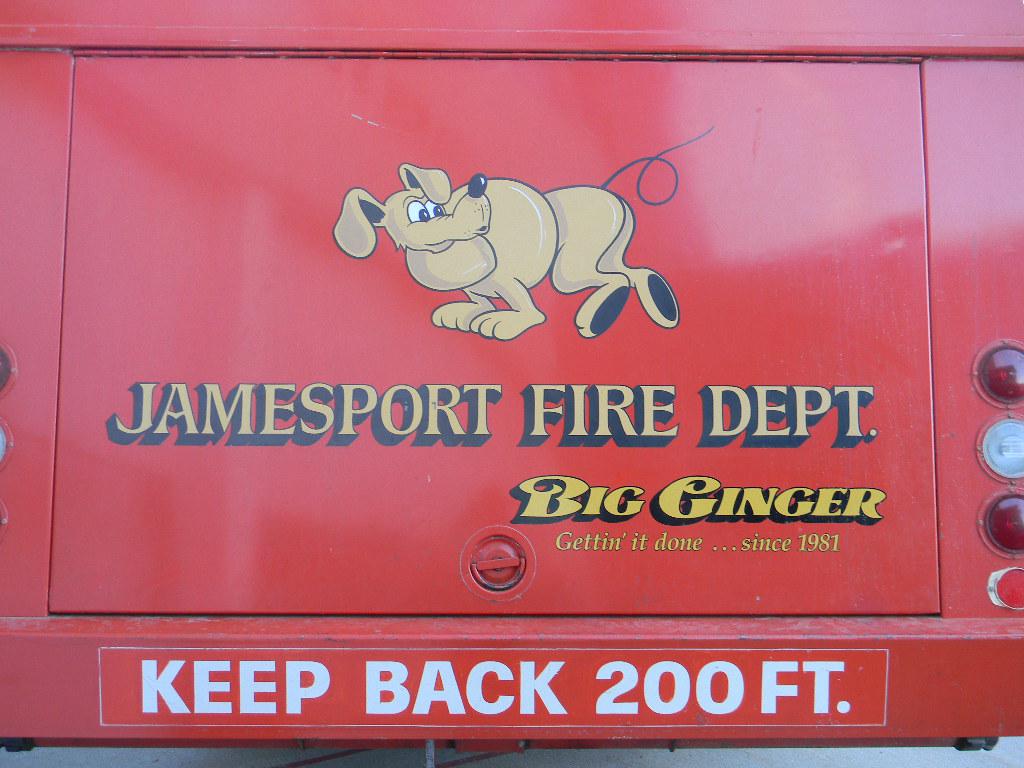 JAMESPORT FIRE DEPT.
BIG GINGER
Gettin' it done ...since 1981
KEEP BACK 200 FT.